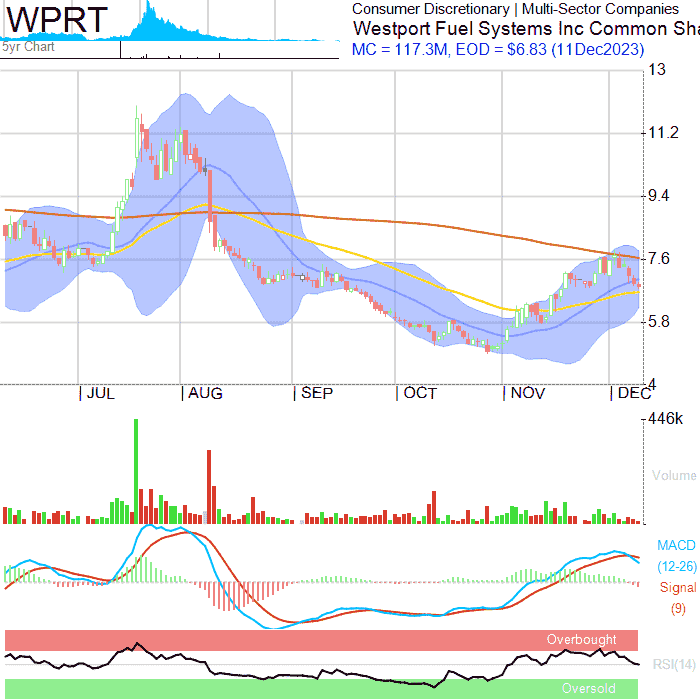 WPRT
5yr Chart
Consumer Discretionary | Multi-Sector Companies
Westport Fuel Systems Inc Common Sha
MC = 117.3M, EOD = $6.83 (11Dec2023)
13
11.2
9.4
7.6
5.8
4
JUL AUG SEP OCT NOV DEC
446k
Volume
MACD
(12-26)
Signal
(9)
Overbought
RSI(14)
Oversold